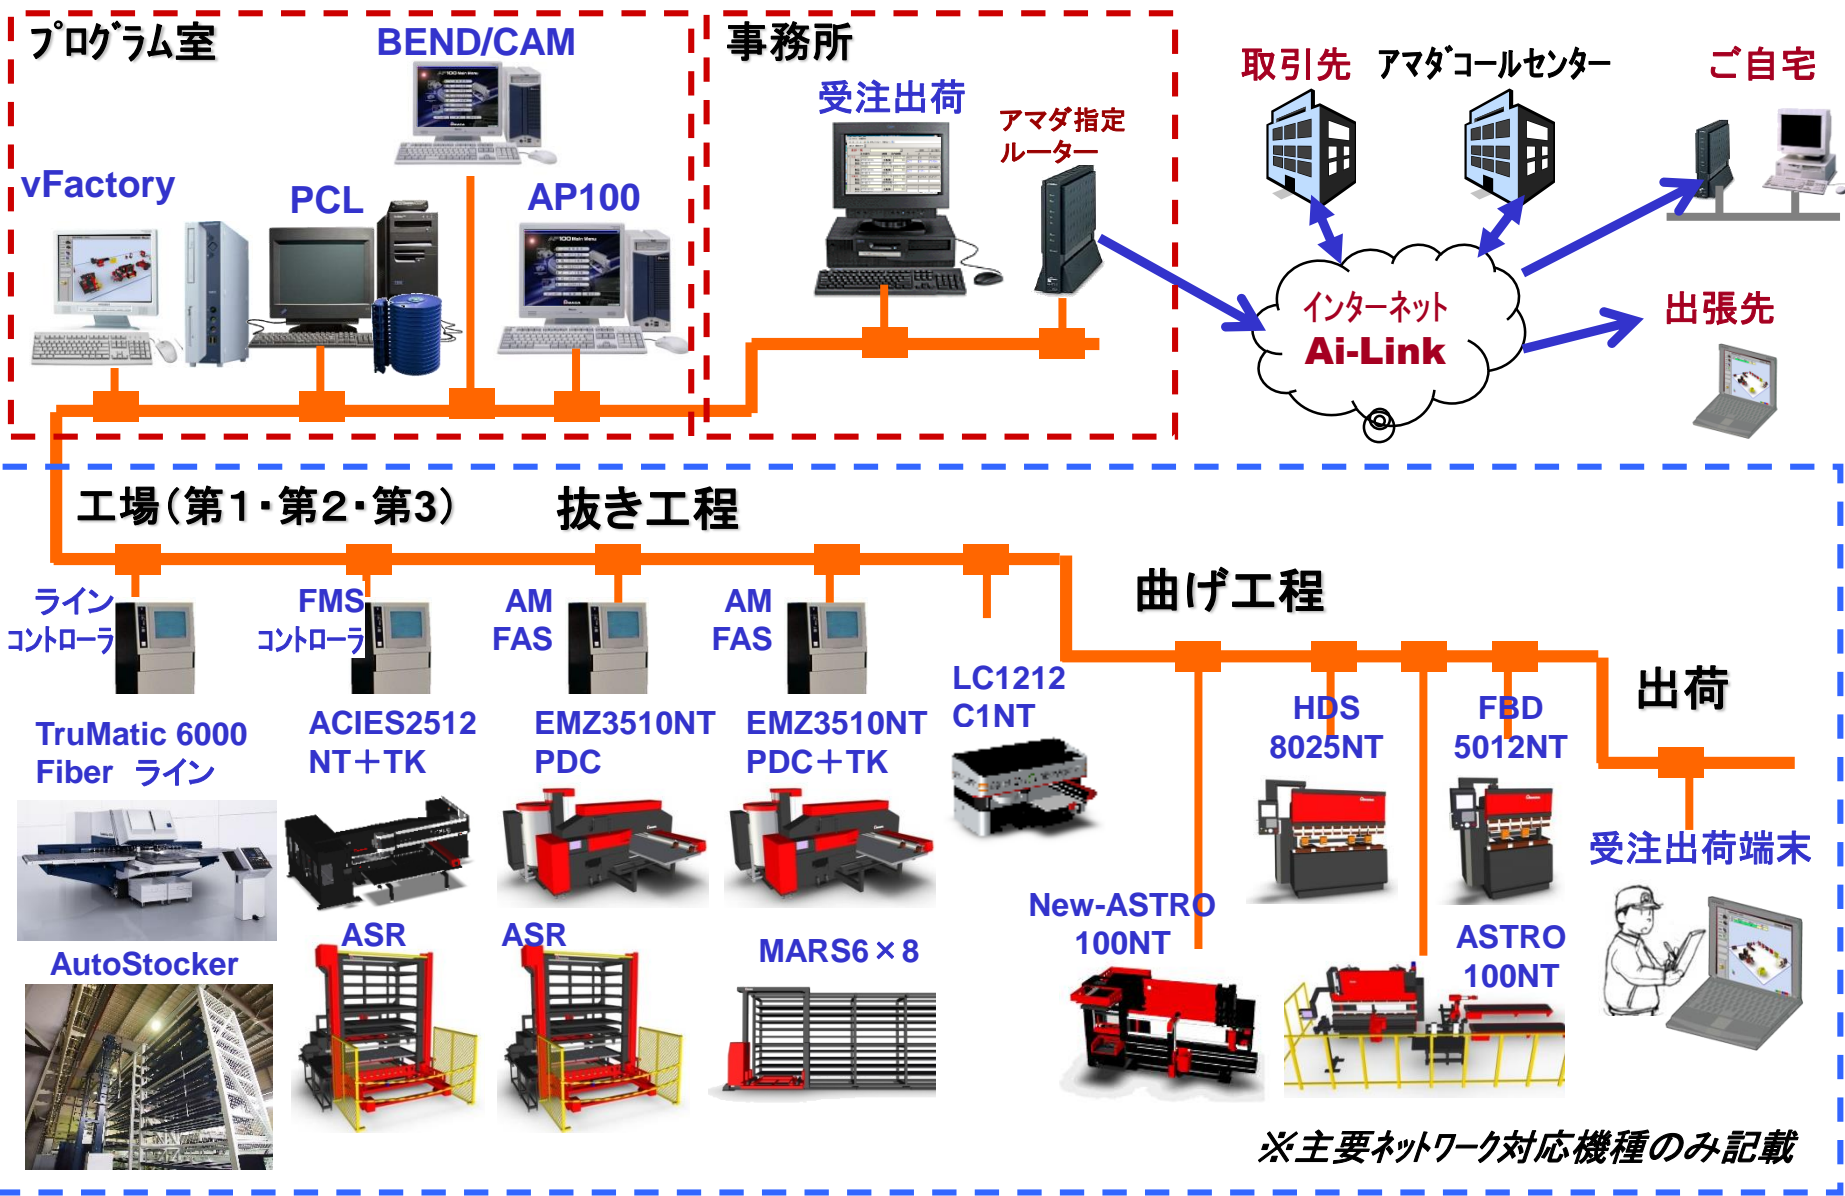 プログラム室
BEND/CAM
vFactory
PCL
AP100
事務所
受注出荷
アマダ指定
ルーター
取引先
アマダコールセンター
ご自宅
インターネット
Ai-Link
出張先
工場(第1・第2・第3)
抜き工程
ライン
コントローラ
FMS
コントローラ
AM
FAS
AM
FAS
曲げ工程
出荷
TruMatic 6000
Fiber ライン
ACIES2512
NT+TK
EMZ3510NT
PDC
EMZ3510NT
PDC+TK
LC1212
C1NT
HDS
8025NT
FBD
5012NT
受注出荷端末
AutoStocker
ASR
ASR
MARS6×8
New-ASTRO
100NT
ASTRO
100NT
※主要ネットワーク対応機種のみ記載